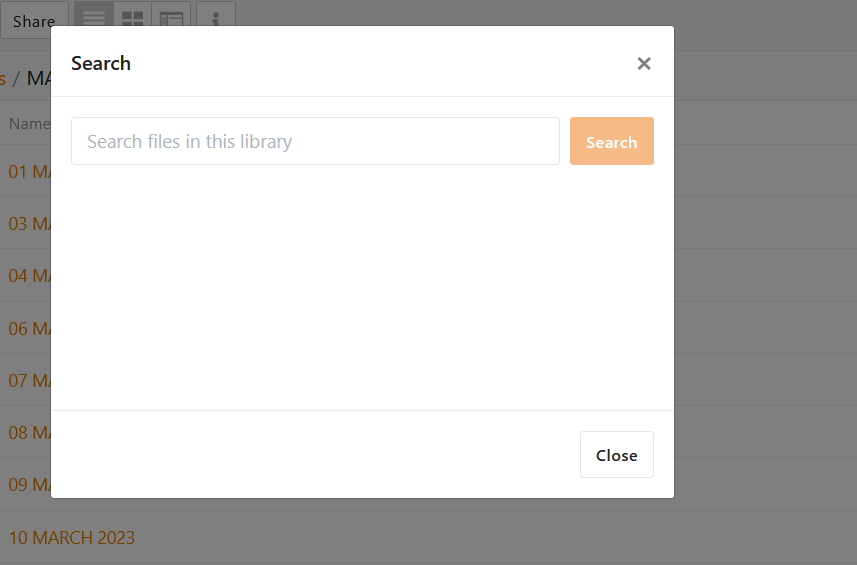 Share
Search
×
s / MA
Name
Search files in this library
Search
01 MA
03 MA
04 MA
06 MA
07 MA
08 MA
09 MA
Close
10 MARCH 2023